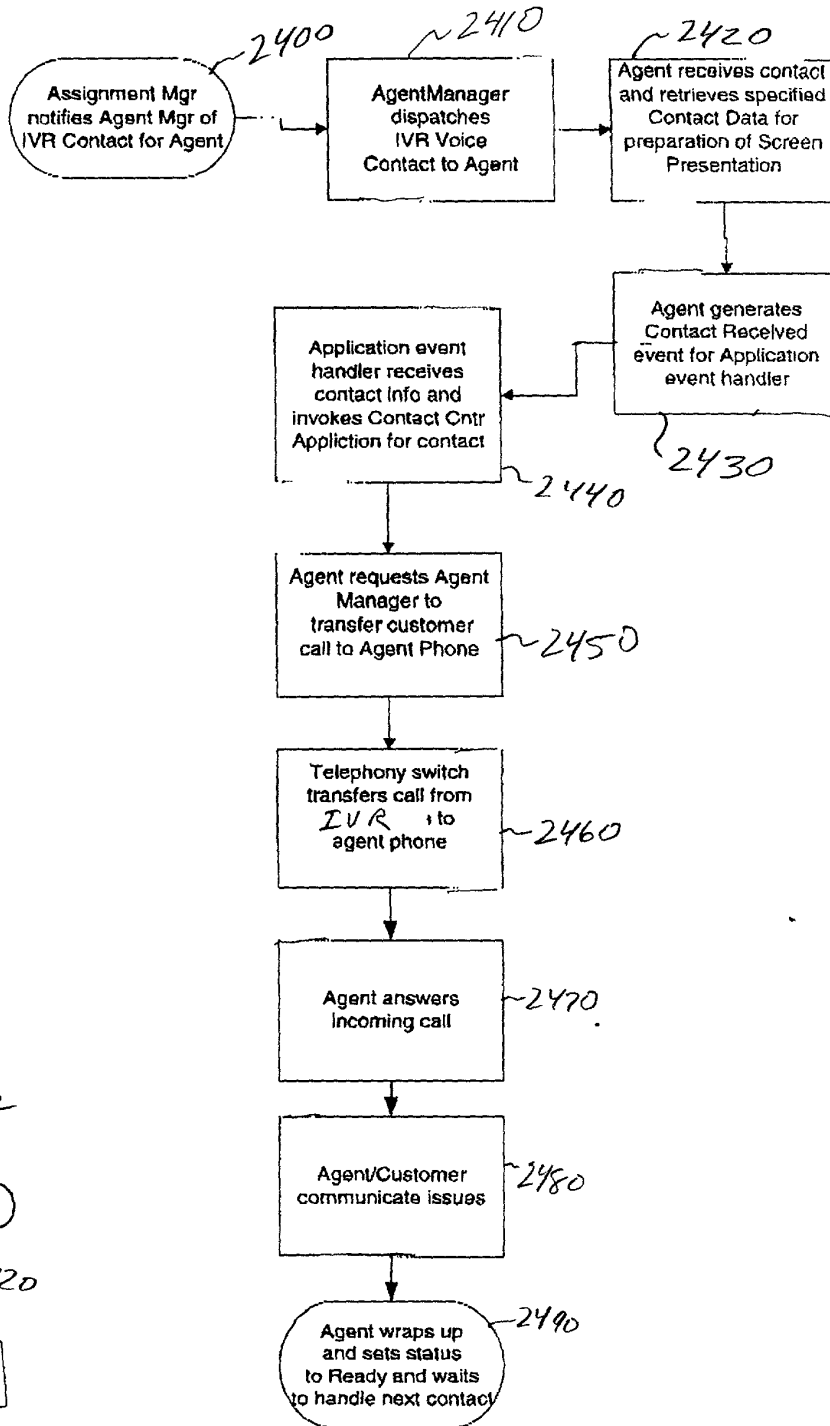 2400
Assignment Mgr
notifies Agent Mgr of
IVR Contact for Agent
2410
AgentManager
dispatches
IVR Voice
Contact to Agent
2420
Agent receives contact
and retrieves specified
Contact Data for
preparation of Screen
Presentation
Agent generates
Contact Received
event for Application
event handler
2430
Application event
handler receives
contact info and
invokes Contact Cntr
Appliction for contact
2440
Agent requests Agent
Manager to
transfer customer
call to Agent Phone
2450
Telephony switch
transfers call from
IVR to
agent phone
2460
Agent answers
incoming call
2470
Agent/Customer
communicate issues
2480
20
Agent wraps up
and sets status
to Ready and waits
to handle next contact
2490